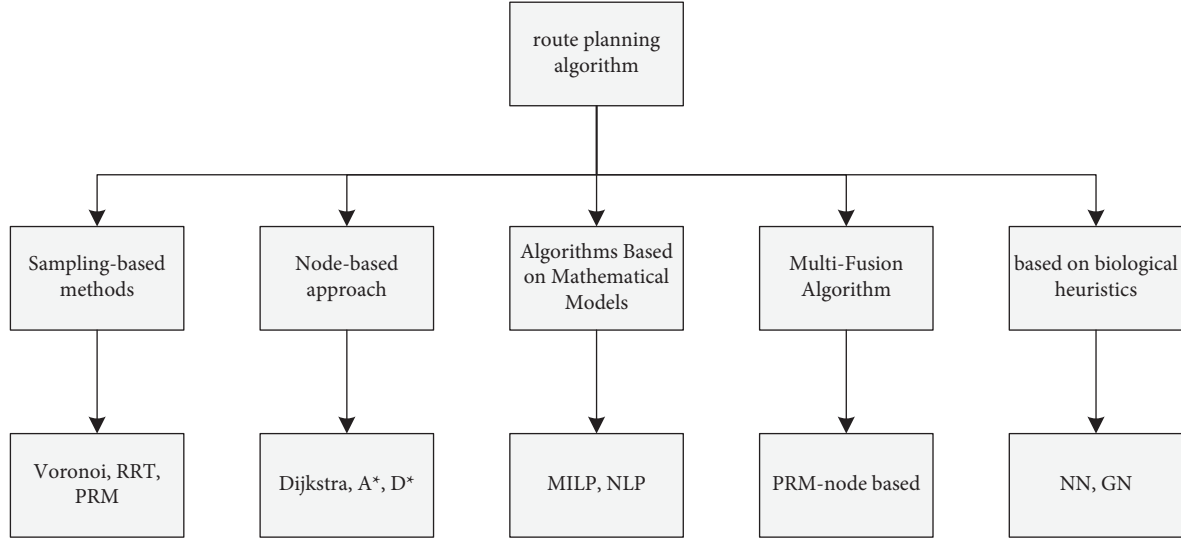 route planning
algorithm
Sampling-based
methods
Node-based
approach
Algorithms Based
on Mathematical
Models
Multi-Fusion
Algorithm
based on biological
heuristics
Voronoi, RRT,
PRM
Dijkstra, A*, D*
MILP, NLP
PRM-node based
NN, GN